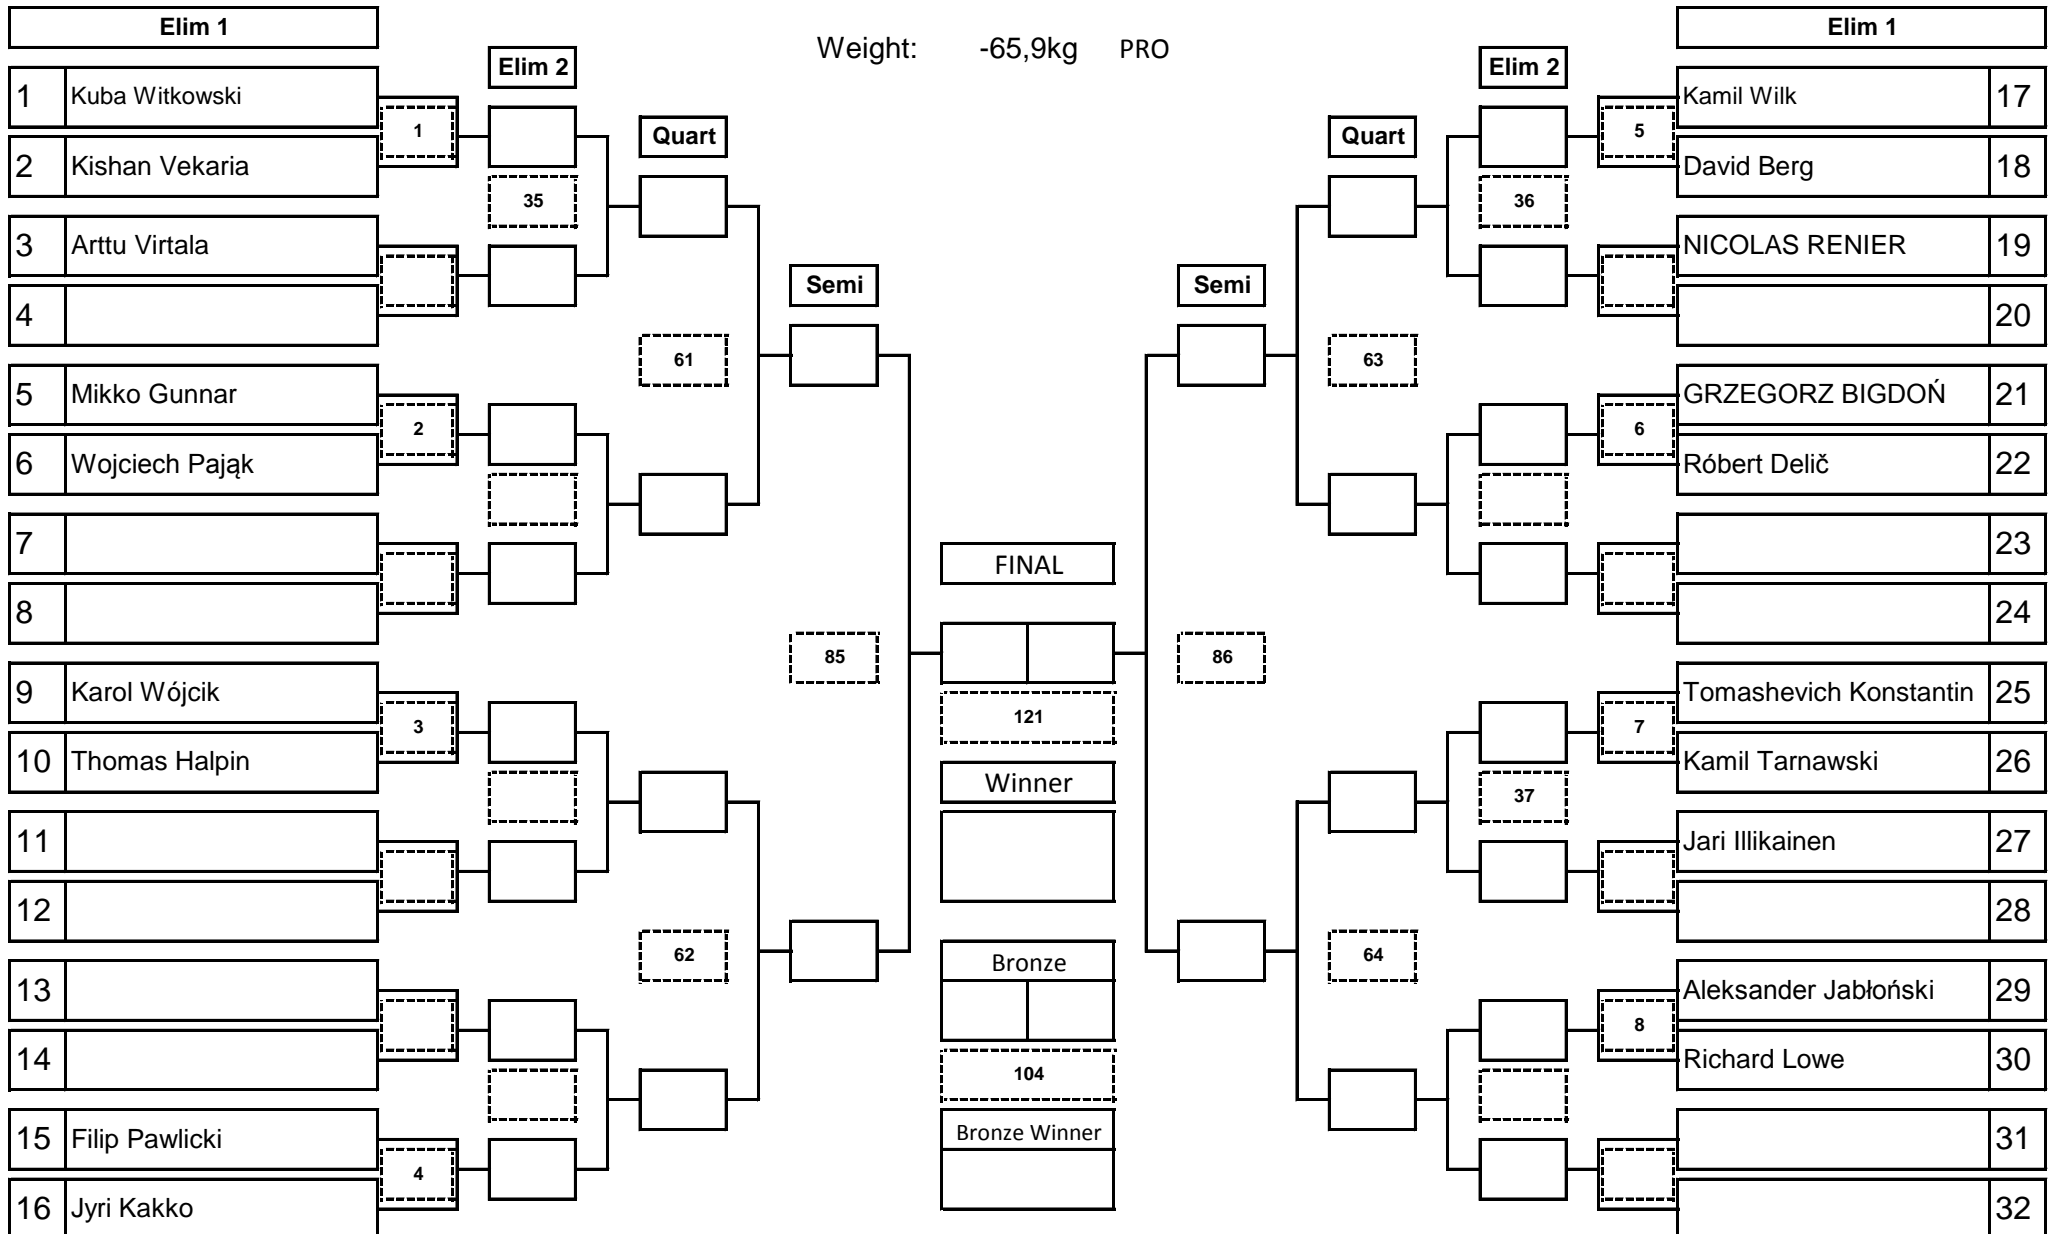 Elim 1
Weight: -65,9kg PRO
Elim 1
Elim 2
Elim 2
1 Kuba Witkowski
Kamil Wilk 17
1
Quart
Quart
5
2 Kishan Vekaria
David Berg 18
35
36
3 Arttu Virtala
NICOLAS RENIER 19
Semi
Semi
4
20
61
63
5 Mikko Gunnar
GRZEGORZ BIGDOŃ 21
2
6
6 Wojciech Pająk
Róbert Delič 22
7
23
FINAL
8
24
85
86
9 Karol Wójcik
Tomashevich Konstantin 25
3
121
7
10 Thomas Halpin
Kamil Tarnawski 26
Winner
37
11
Jari Illikainen 27
12
28
62
Bronze
64
13
Aleksander Jabłoński 29
8
14
Richard Lowe 30
104
15 Filip Pawlicki
Bronze Winner
31
4
16 Jyri Kakko
32